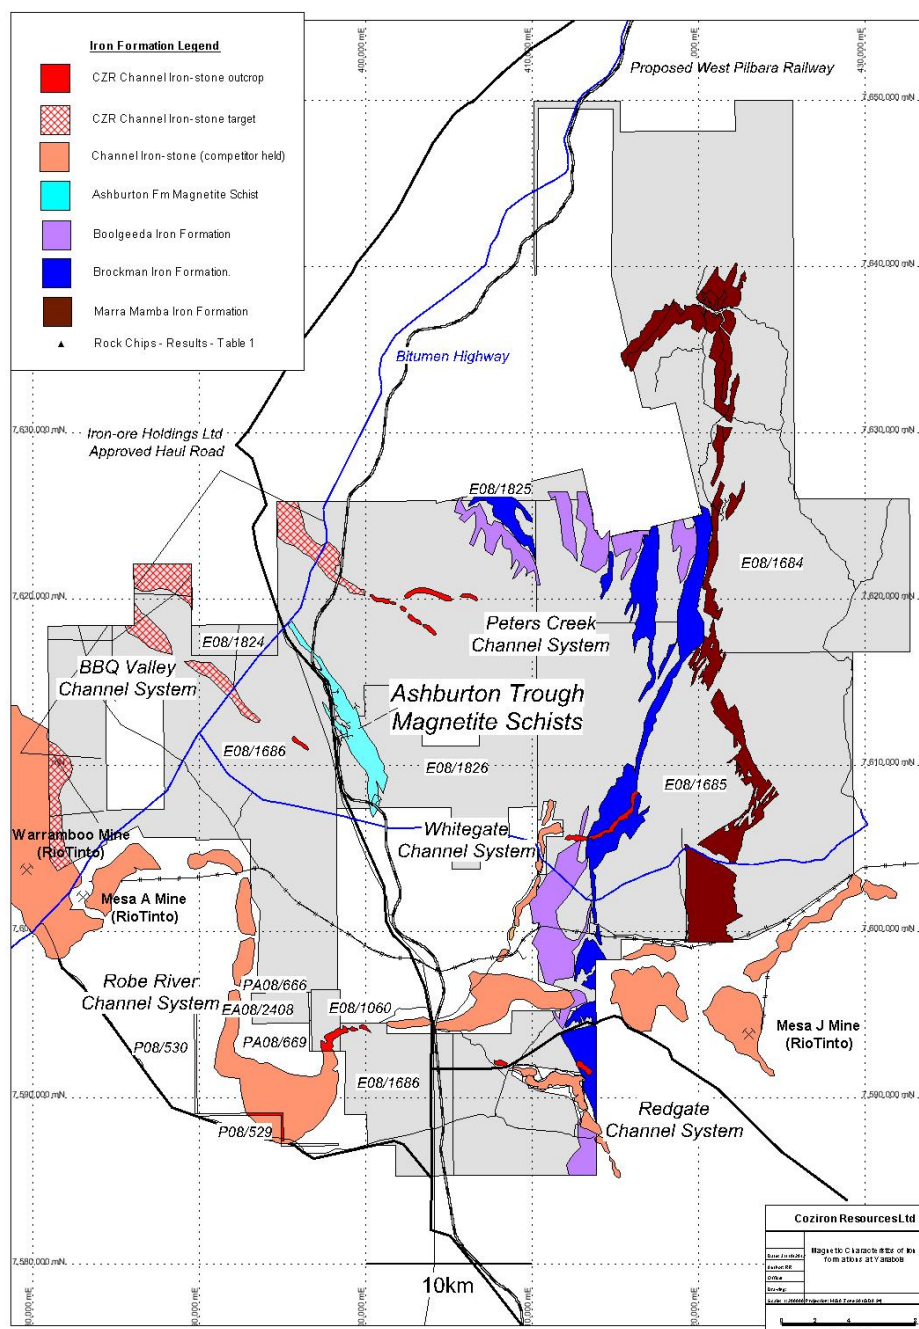 Iron Formation Legend
CZR Channel Iron-stone outcrop
CZR Channel Iron-stone target
Channel Iron-stone (competitor held)
Ashburton Fm Magnetite Schist
Boolgeeda Iron Formation
Brockman Iron Formation.
Marra Mamba Iron Formation
Rock Chips - Results - Table 1
400,000 mE
410,000 mE
430,000 mE
Proposed West Pilbara Railway
7,650,000 mN
7,640,000 mN
Bitumen Highway
7,630,000 mN
7,630,000 mN
Iron-ore Holdings Ltd
Approved Haul Road
E08/1825
E08/1684
7,620,000 mN
7,620,000 mN
Peters Creek
Channel System
E08/1824
BBQ Valley
Channel System
Ashburton Trough
Magnetite Schists
E08/1686
E08/1826
E08/1685
7,610,000 mN
Warramboo Mine
(RioTinto)
Whitegate
Channel System
Mesa A Mine
(RioTinto)
7,600,000 mN
Robe River
Channel System
PA08/666
EA08/2408
E08/1060
PA08/669
P08/530
Mesa J Mine
(RioTinto)
E08/1686
7,590,000 mN
7,590,000 mN
Redgate
Channel System
P08/529
7,580,000 mN
10km
Coziron Resources Ltd
Magnetic Characteristics of Iron
formations at Yarraloola